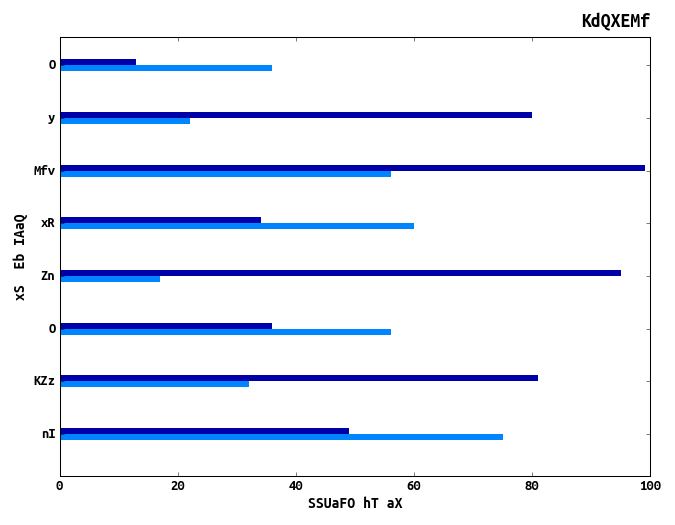 KdQXEMf
O
y
Mfv
xR
Zn
O
KZz
nI
xS  Eb IAaQ
0 20 40 60 80 100
SSUaFO hT aX